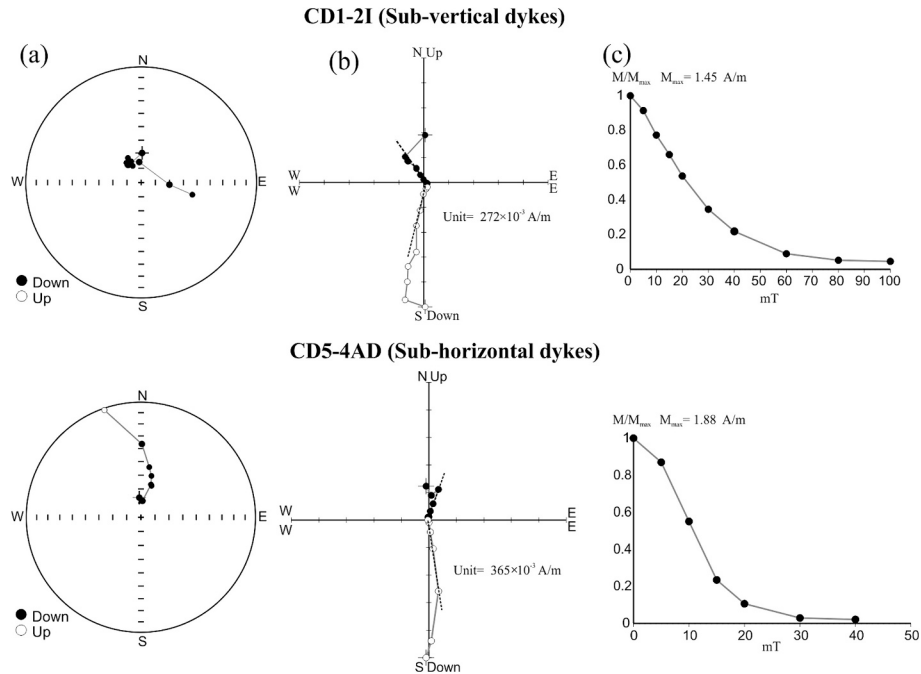 CD1-2I (Sub-vertical dykes)
(a)
N
W
E
S
Down
Up
(b)
N Up
W
W
E
E
Unit= 272×10⁻³ A/m
S Down
(c)
M/Mmax Mmax= 1.45 A/m
1
0.8
0.6
0.4
0.2
0
0 10 20 30 40 50 60 70 80 90 100
mT
CD5-4AD (Sub-horizontal dykes)
N
W
E
S
Down
Up
N Up
W
W
E
E
Unit= 365×10⁻³ A/m
S Down
M/Mmax Mmax= 1.88 A/m
1
0.8
0.6
0.4
0.2
0
0 10 20 30 40 50
mT